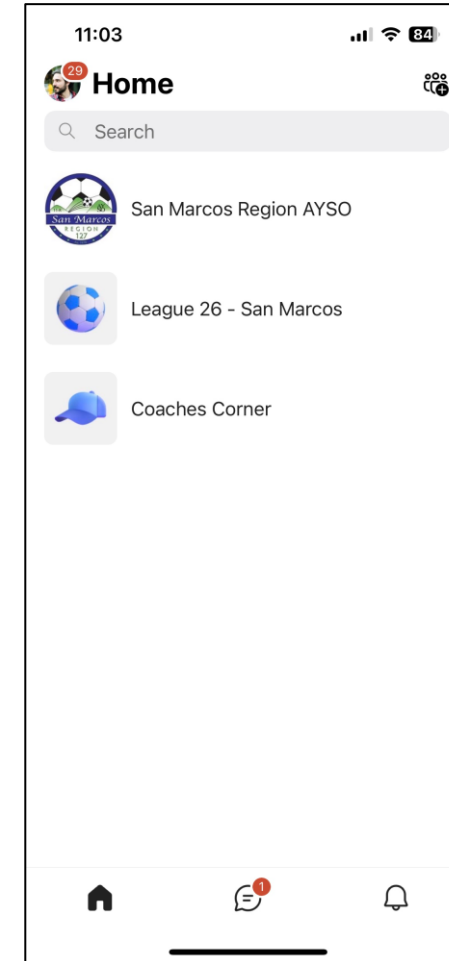 11:03
84
29
Home
Search
San Marcos
REGION
127
San Marcos Region AYSO
League 26 - San Marcos
Coaches Corner
1